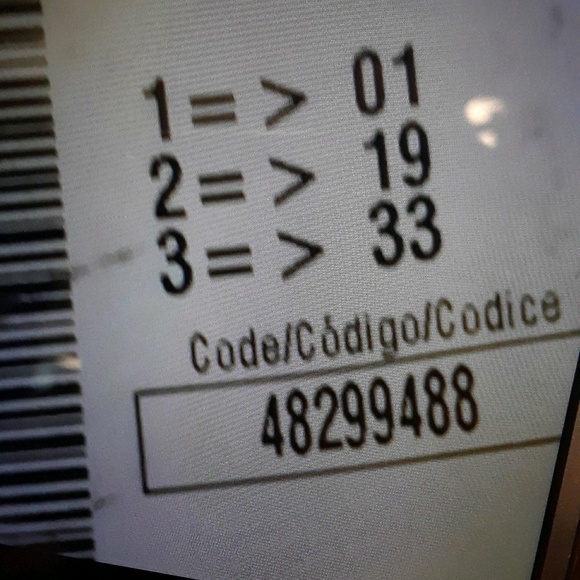 1= > 01
2= > 19
3= > 33
Code/Código/Codice
48299488